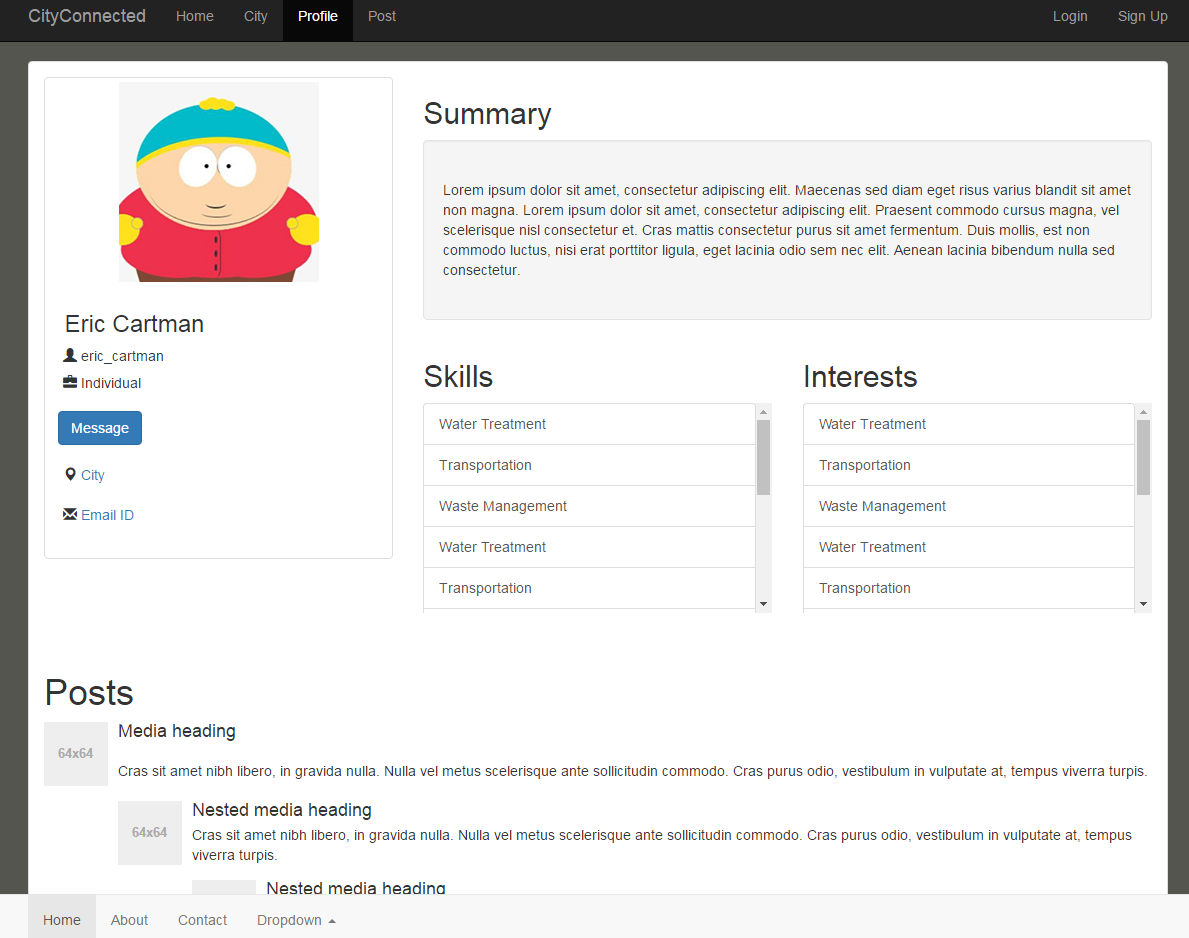 CityConnected Home City Profile Post Login Sign Up
Eric Cartman
eric_cartman
Individual
Message
City
Email ID
Summary
Lorem ipsum dolor sit amet, consectetur adipiscing elit. Maecenas sed diam eget risus varius blandit sit amet
non magna. Lorem ipsum dolor sit amet, consectetur adipiscing elit. Praesent commodo cursus magna, vel
scelerisque nisl consectetur et. Cras mattis consectetur purus sit amet fermentum. Duis mollis, est non
commodo luctus, nisi erat porttitor ligula, eget lacinia odio sem nec elit. Aenean lacinia bibendum nulla sed
consectetur.
Skills
Water Treatment
Transportation
Waste Management
Water Treatment
Transportation
Interests
Water Treatment
Transportation
Waste Management
Water Treatment
Transportation
Posts
64x64
Media heading
Cras sit amet nibh libero, in gravida nulla. Nulla vel metus scelerisque ante sollicitudin commodo. Cras purus odio, vestibulum in vulputate at, tempus viverra turpis.
64x64
Nested media heading
Cras sit amet nibh libero, in gravida nulla. Nulla vel metus scelerisque ante sollicitudin commodo. Cras purus odio, vestibulum in vulputate at, tempus
viverra turpis.
Nested media heading
Home About Contact Dropdown